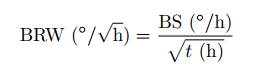 BRW (°/√h) = BS (°/h) / √t (h)